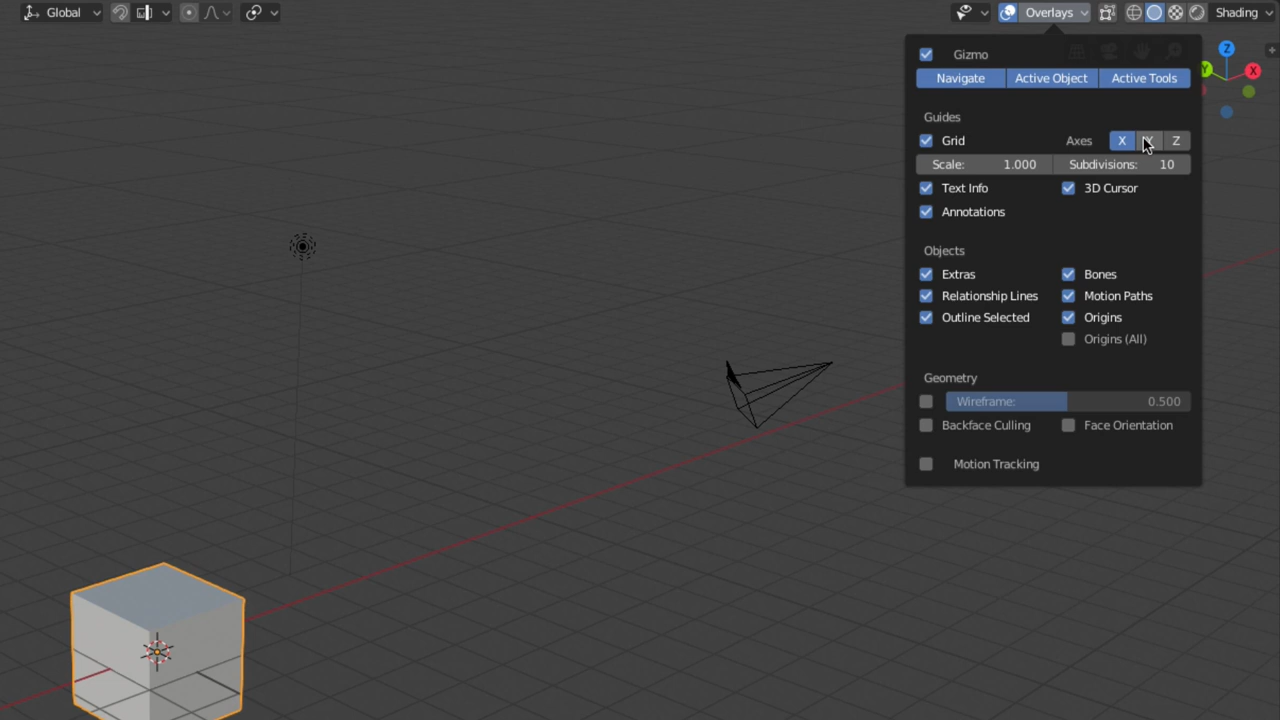 Global Overlays Shading
Gizmo
Z
Y X
Navigate Active Object Active Tools
Guides
Grid Axes X Y Z
Scale: 1.000 Subdivisions: 10
Text Info 3D Cursor
Annotations
Objects
Extras Bones
Relationship Lines Motion Paths
Outline Selected Origins
Origins (All)
Geometry
Wireframe: 0.500
Backface Culling Face Orientation
Motion Tracking